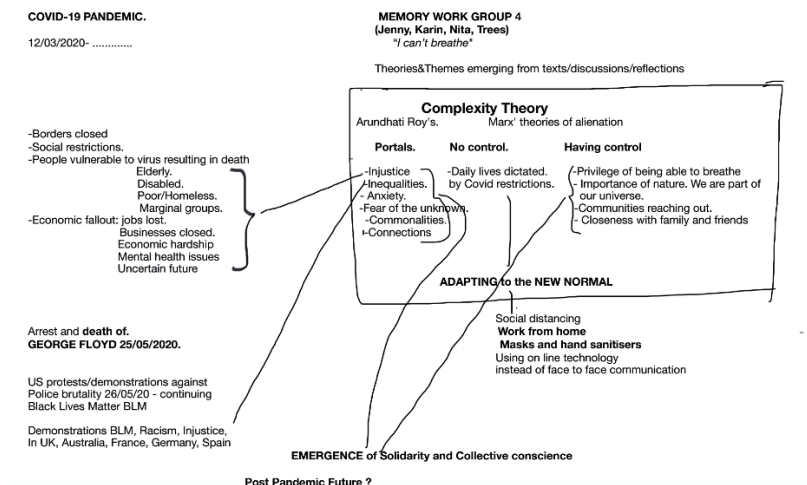 COVID-19 PANDEMIC.
12/03/2020- .............
MEMORY WORK GROUP 4
(Jenny, Karin, Nita, Trees)
"I can't breathe"
Theories&Themes emerging from texts/discussions/reflections
-Borders closed
-Social restrictions.
-People vulnerable to virus resulting in death
Elderly.
Disabled.
Poor/Homeless.
Marginal groups.
-Economic fallout: jobs lost.
Businesses closed.
Economic hardship
Mental health issues
Uncertain future
Complexity Theory
Arundhati Roy's.
Marx' theories of alienation
Portals.
-Injustice
-Inequalities.
- Anxiety.
-Fear of the unknown.
-Commonalities.
-Connections
No control.
-Daily lives dictated.
by Covid restrictions.
Having control
-Privilege of being able to breathe
- Importance of nature. We are part of
our universe.
-Communities reaching out.
- Closeness with family and friends
ADAPTING to the NEW NORMAL
Social distancing
Work from home
Masks and hand sanitisers
Using on line technology
instead of face to face communication
Arrest and death of.
GEORGE FLOYD 25/05/2020.
US protests/demonstrations against
Police brutality 26/05/20 - continuing
Black Lives Matter BLM
Demonstrations BLM, Racism, Injustice,
In UK, Australia, France, Germany, Spain
EMERGENCE of Solidarity and Collective conscience
Post Pandemic Future ?